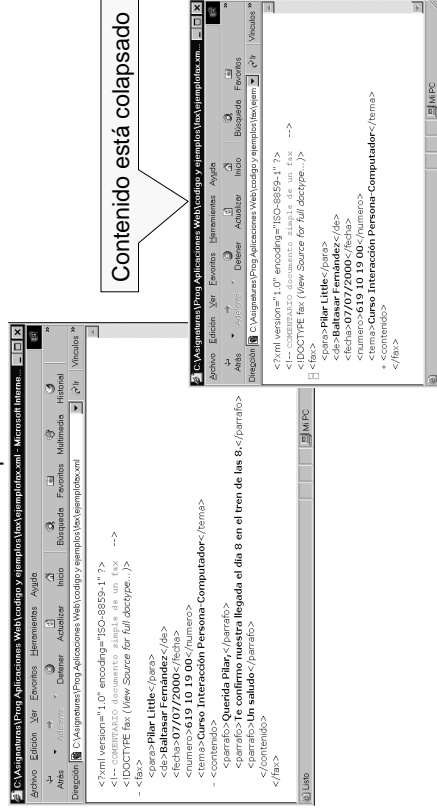 C:\Asignaturas\Prog Aplicaciones Web\codigo y ejemplos\fax\ejemplofax.xml - Microsoft Interne...
Archivo Edición Ver Favoritos Herramientas Ayuda
Atrás Adelante Detener Actualizar Inicio Búsqueda Favoritos Multimedia Historial
Dirección C:\Asignaturas\Prog Aplicaciones Web\codigo y ejemplos\fax\ejemplofax.xml Ir Vínculos »
<?xml version="1.0" encoding="ISO-8859-1" ?>
<!-- COMENTARIO documento simple de un fax -->
<!DOCTYPE fax (View Source for full doctype...)>
- <fax>
<para>Pilar Little</para>
<de>Baltasar Fernández</de>
<fecha>07/07/2000</fecha>
<numero>619 10 19 00</numero>
<tema>Curso Interacción Persona-Computador</tema>
- <contenido>
<parrafo>Querida Pilar,</parrafo>
<parrafo>Te confirmo nuestra llegada el dia 8 en el tren de las 8.</parrafo>
<parrafo>Un saludo</parrafo>
</contenido>
</fax>
Listo Mi PC
Contenido está colapsado
C:\Asignaturas\Prog Aplicaciones Web\codigo y ejemplos\fax\ejemplofax.xm...
Archivo Edición Ver Favoritos Herramientas Ayuda »
Atrás Adelante Detener Actualizar Inicio Búsqueda Favoritos »
Dirección C:\Asignaturas\Prog Aplicaciones Web\codigo y ejemplos\fax\ejem Ir Vínculos »
<?xml version="1.0" encoding="ISO-8859-1" ?>
<!-- COMENTARIO documento simple de un fax -->
<!DOCTYPE fax (View Source for full doctype...)>
- <fax>
<para>Pilar Little</para>
<de>Baltasar Fernández</de>
<fecha>07/07/2000</fecha>
<numero>619 10 19 00</numero>
<tema>Curso Interacción Persona-Computador</tema>
+ <contenido>
</fax>
Mi PC